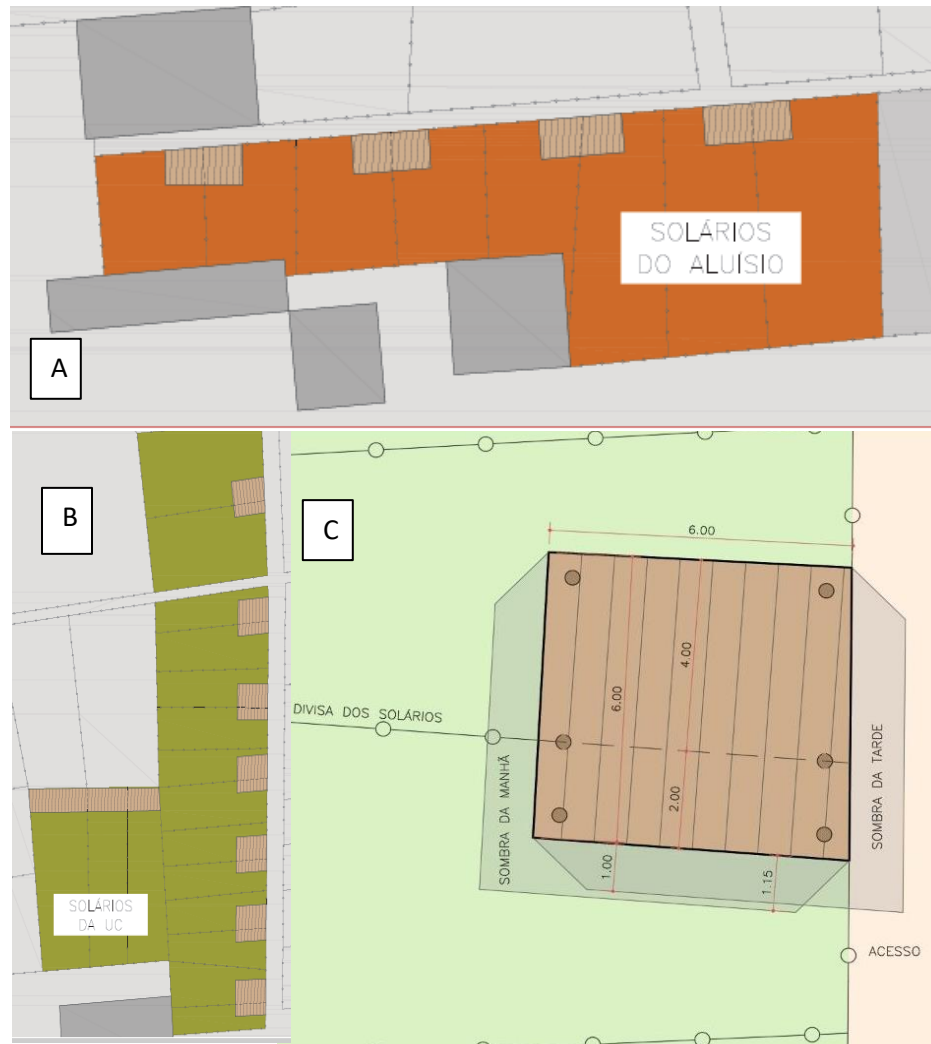 SOLÁRIOS
DO ALUÍSIO
A
B
SOLÁRIOS
DA UC
C
6.00
4.00
6.00
2.00
1.00
1.15
DIVISA DOS SOLÁRIOS
SOMBRA DA MANHÃ
SOMBRA DA TARDE
ACESSO